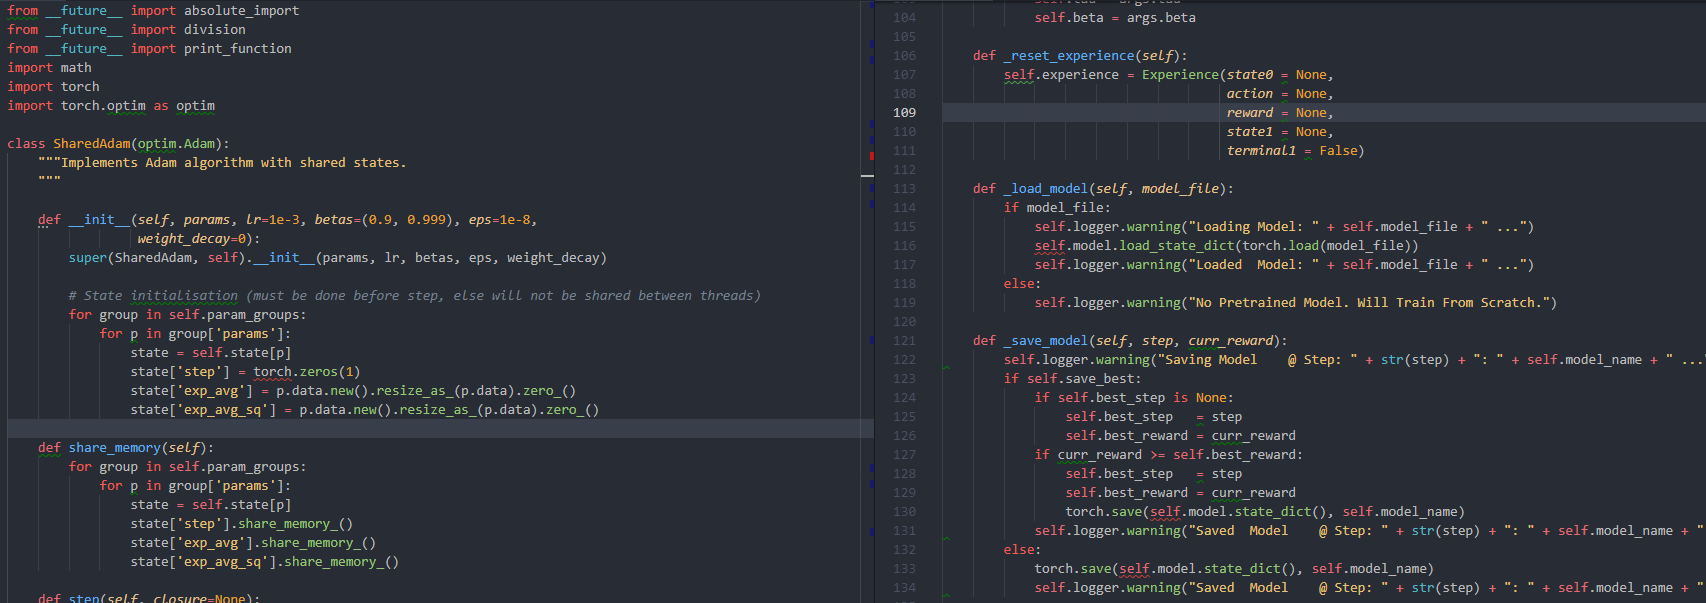 from __future__ import absolute_import
from __future__ import division
from __future__ import print_function
import math
import torch
import torch.optim as optim
class SharedAdam(optim.Adam):
"""Implements Adam algorithm with shared states.
"""
def __init__(self, params, lr=1e-3, betas=(0.9, 0.999), eps=1e-8,
weight_decay=0):
super(SharedAdam, self).__init__(params, lr, betas, eps, weight_decay)
# State initialisation (must be done before step, else will not be shared between threads)
for group in self.param_groups:
for p in group['params']:
state = self.state[p]
state['step'] = torch.zeros(1)
state['exp_avg'] = p.data.new().resize_as_(p.data).zero_()
state['exp_avg_sq'] = p.data.new().resize_as_(p.data).zero_()
def share_memory(self):
for group in self.param_groups:
for p in group['params']:
state = self.state[p]
state['step'].share_memory_()
state['exp_avg'].share_memory_()
state['exp_avg_sq'].share_memory_()
def step(self, closure=None):
104 self.beta = args.beta
105
106 def _reset_experience(self):
107 self.experience = Experience(state0 = None,
108 action = None,
109 reward = None,
110 state1 = None,
111 terminal1 = False)
112
113 def _load_model(self, model_file):
114 if model_file:
115 self.logger.warning("Loading Model: " + self.model_file + " ...")
116 self.model.load_state_dict(torch.load(model_file))
117 self.logger.warning("Loaded  Model: " + self.model_file + " ...")
118 else:
119 self.logger.warning("No Pretrained Model. Will Train From Scratch.")
120
121 def _save_model(self, step, curr_reward):
122 self.logger.warning("Saving Model    @ Step: " + str(step) + ": " + self.model_name + " ...
123 if self.save_best:
124 if self.best_step is None:
125 self.best_step   = step
126 self.best_reward = curr_reward
127 if curr_reward >= self.best_reward:
128 self.best_step   = step
129 self.best_reward = curr_reward
130 torch.save(self.model.state_dict(), self.model_name)
131 self.logger.warning("Saved  Model    @ Step: " + str(step) + ": " + self.model_name + "
132 else:
133 torch.save(self.model.state_dict(), self.model_name)
134 self.logger.warning("Saved  Model    @ Step: " + str(step) + ": " + self.model_name + "